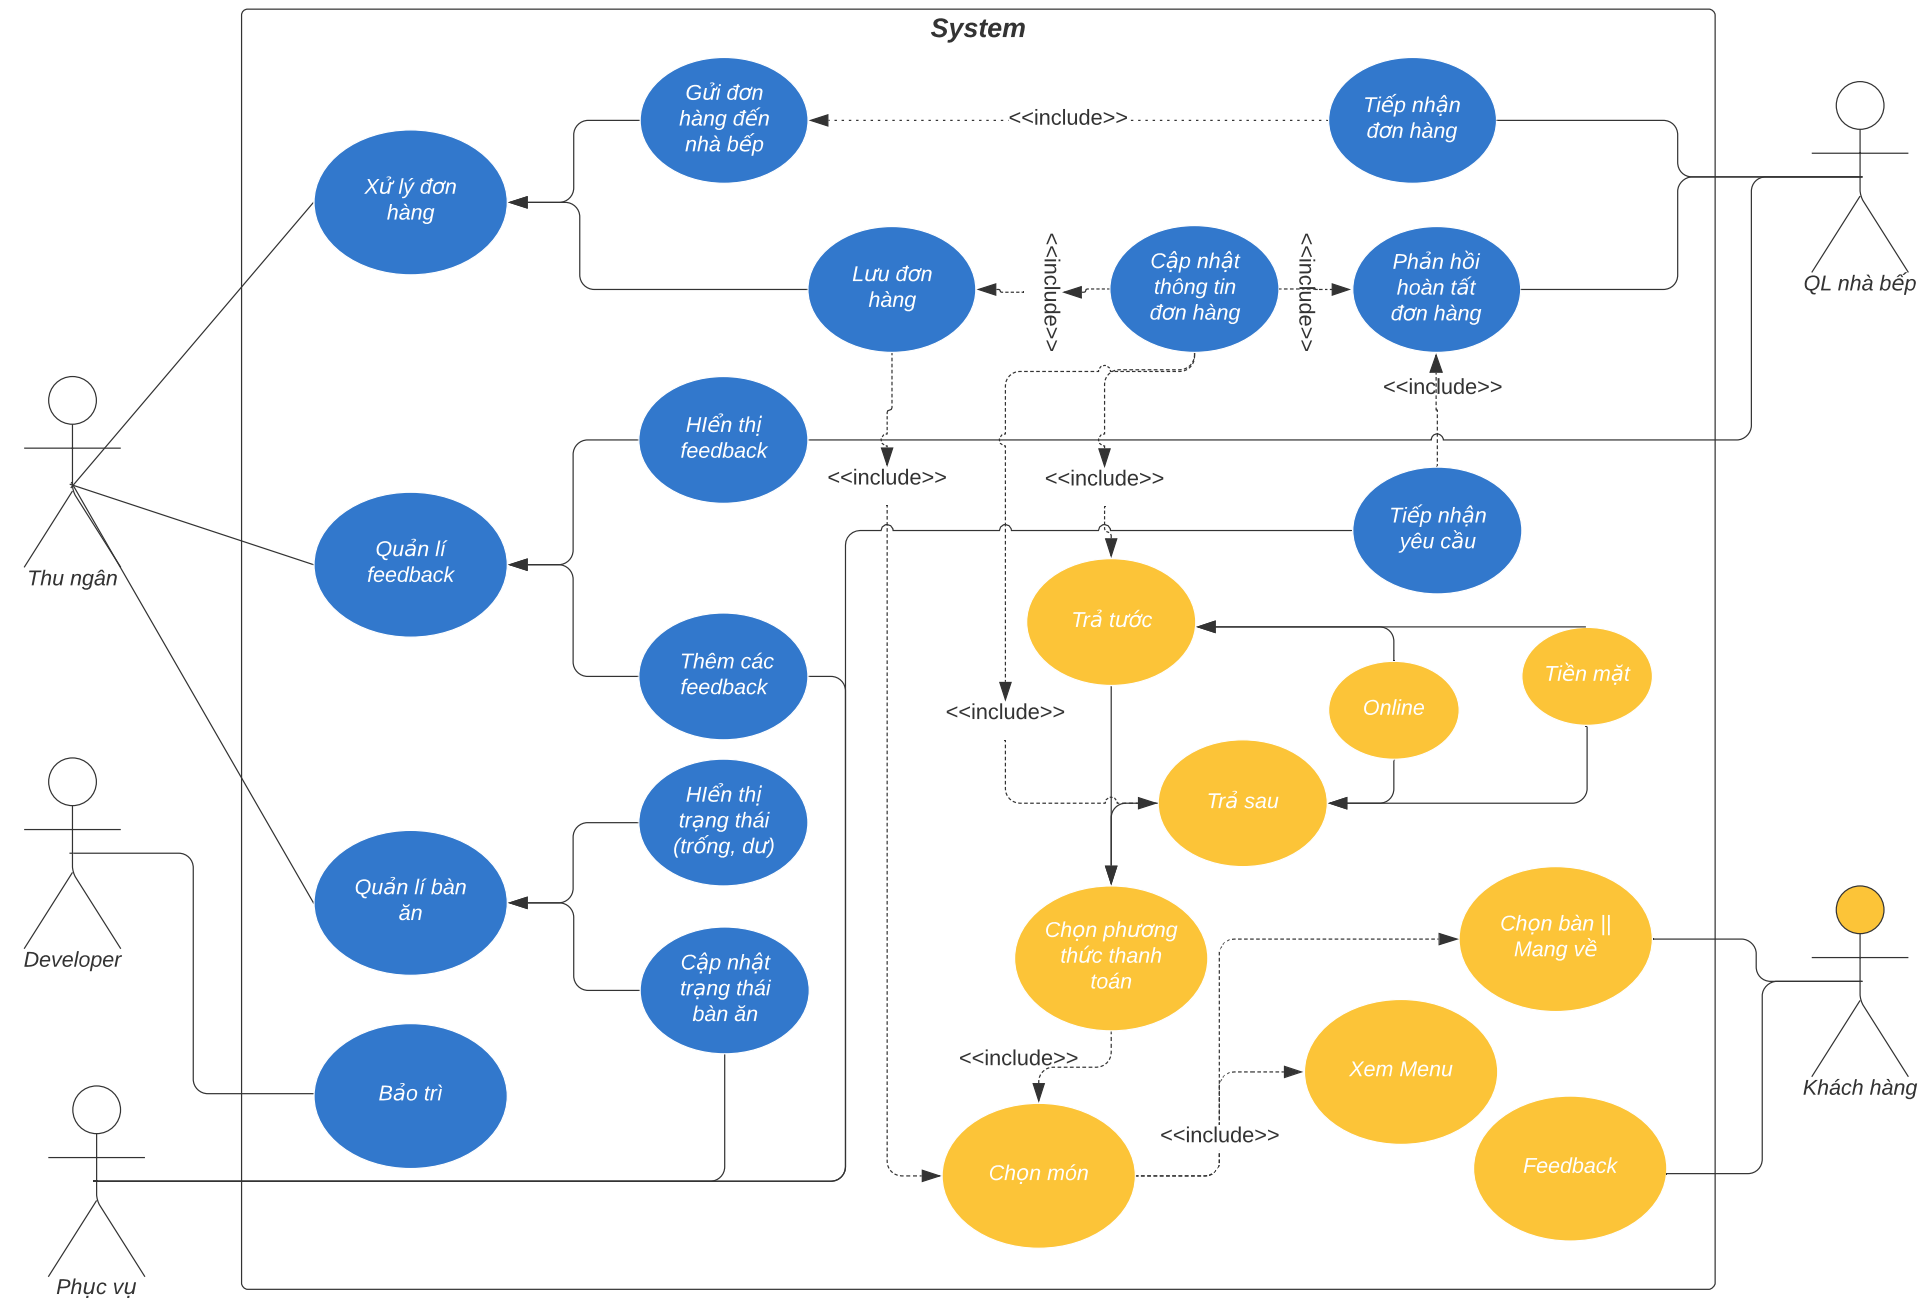 System
Gửi đơn
hàng đến
nhà bếp
<<include>>
Tiếp nhận
đơn hàng
Xử lý đơn
hàng
Lưu đơn
hàng
<<include>>
Cập nhật
thông tin
đơn hàng
<<include>>
Phản hồi
hoàn tất
đơn hàng
QL nhà bếp
<<include>>
HIển thị
feedback
<<include>>
<<include>>
Tiếp nhận
yêu cầu
Quản lí
feedback
Thu ngân
Trả tước
Thêm các
feedback
Tiền mặt
Online
<<include>>
HIển thị
trạng thái
(trống, dư)
Trả sau
Quản lí bàn
ăn
Chọn phương
thức thanh
toán
Chọn bàn ||
Mang về
Developer
Cập nhật
trạng thái
bàn ăn
<<include>>
Xem Menu
Khách hàng
Bảo trì
<<include>>
Chọn món
Feedback
Phục vụ